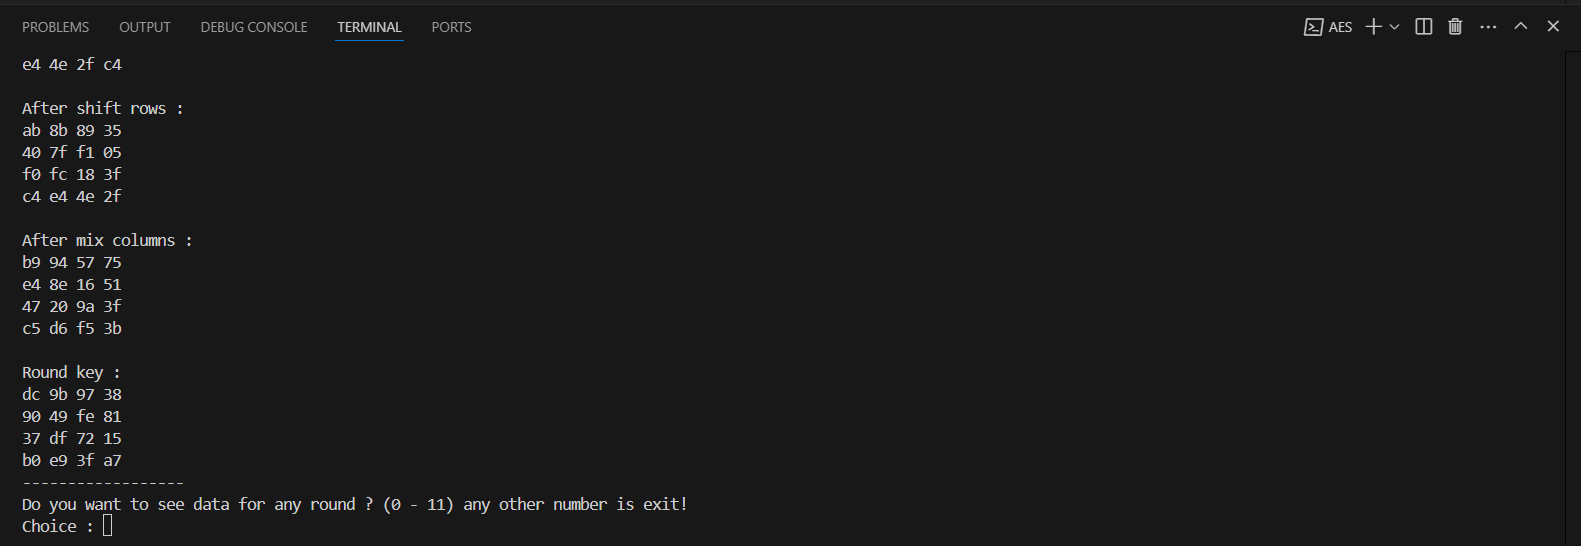 PROBLEMS OUTPUT DEBUG CONSOLE TERMINAL PORTS AES
e4 4e 2f c4
After shift rows :
ab 8b 89 35
40 7f f1 05
f0 fc 18 3f
c4 e4 4e 2f
After mix columns :
b9 94 57 75
e4 8e 16 51
47 20 9a 3f
c5 d6 f5 3b
Round key :
dc 9b 97 38
90 49 fe 81
37 df 72 15
b0 e9 3f a7
------------------
Do you want to see data for any round ? (0 - 11) any other number is exit!
Choice :